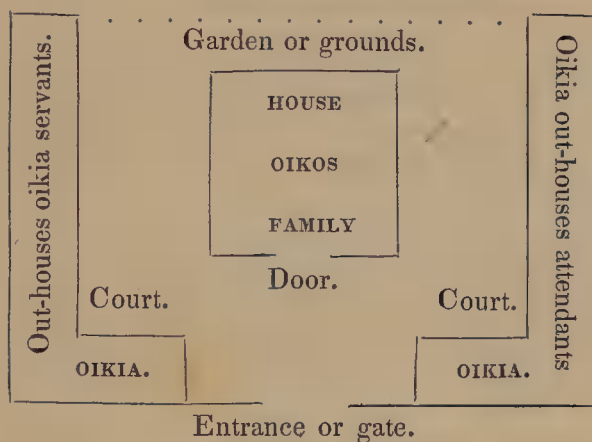 Garden or grounds.
Out-houses oikia servants.
HOUSE
OIKOS
FAMILY
Oikia out-houses attendants
Door.
Court.
Court.
OIKIA.
OIKIA.
Entrance or gate.